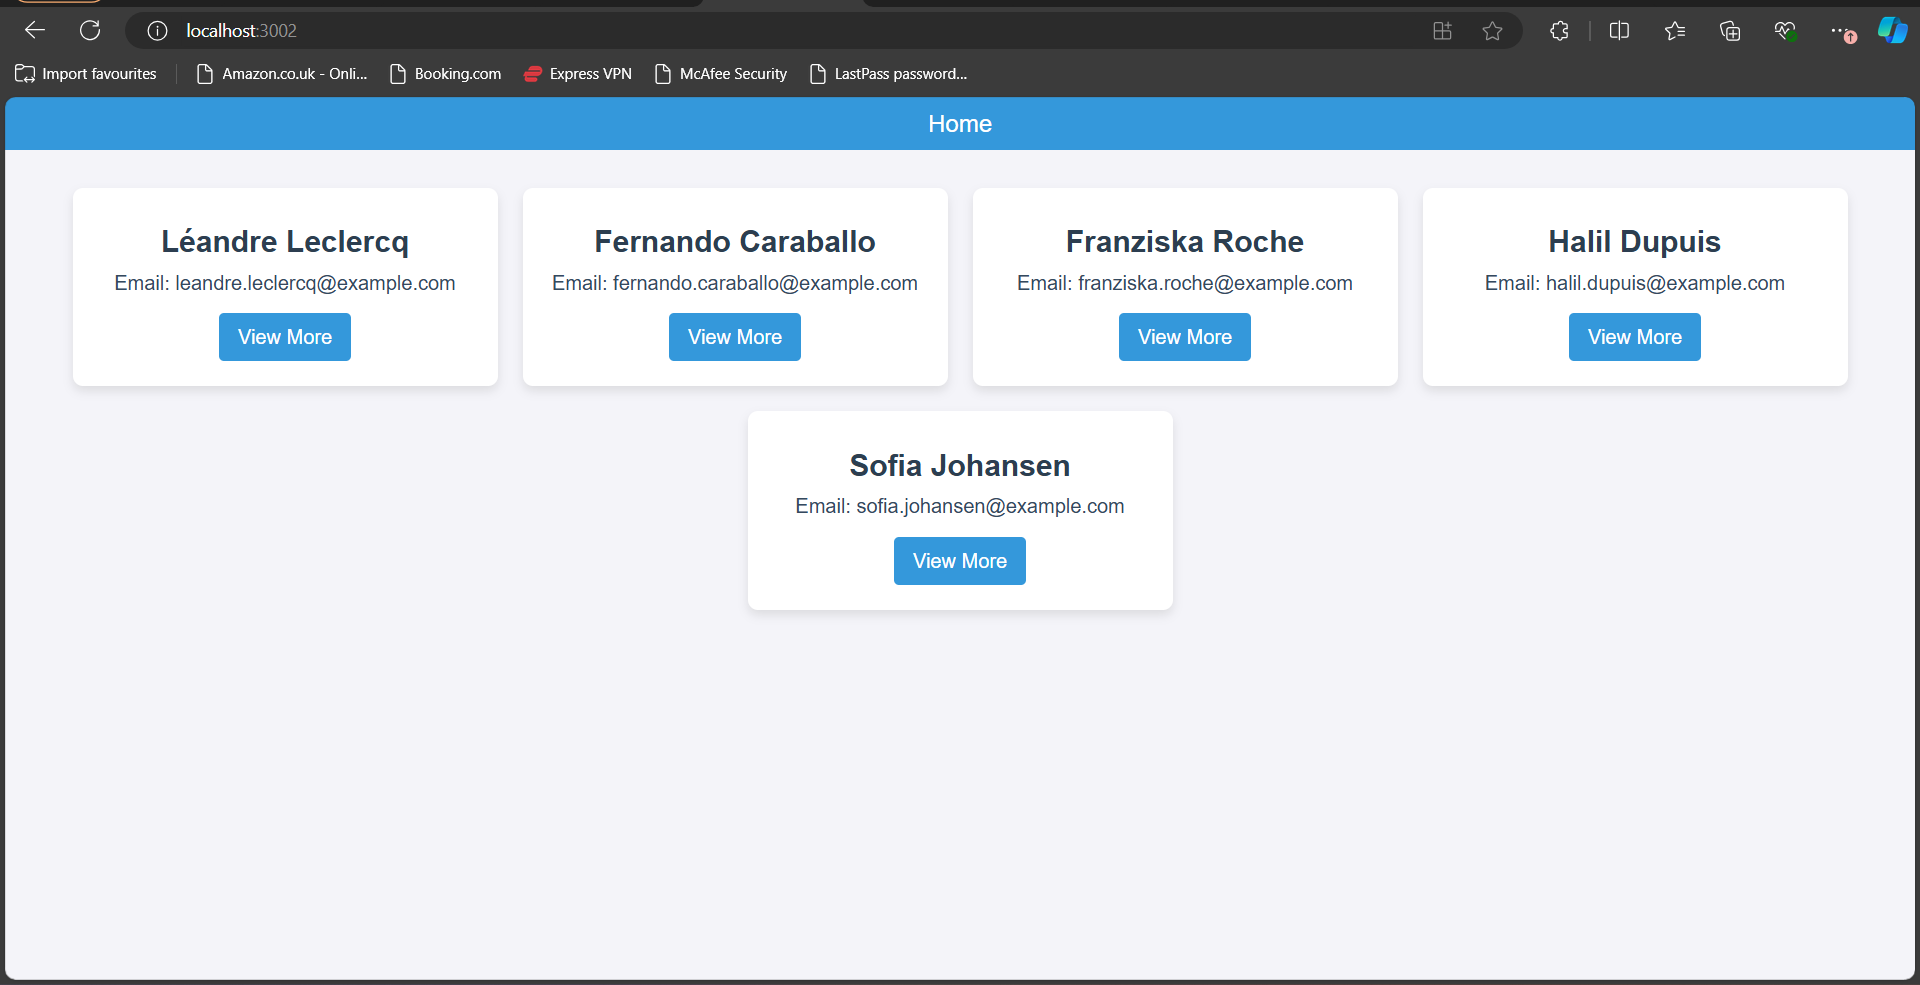 localhost:3002
Import favourites Amazon.co.uk - Onli... Booking.com Express VPN McAfee Security LastPass password...
Home
Léandre Leclercq
Email: leandre.leclercq@example.com
View More
Fernando Caraballo
Email: fernando.caraballo@example.com
View More
Franziska Roche
Email: franziska.roche@example.com
View More
Halil Dupuis
Email: halil.dupuis@example.com
View More
Sofia Johansen
Email: sofia.johansen@example.com
View More